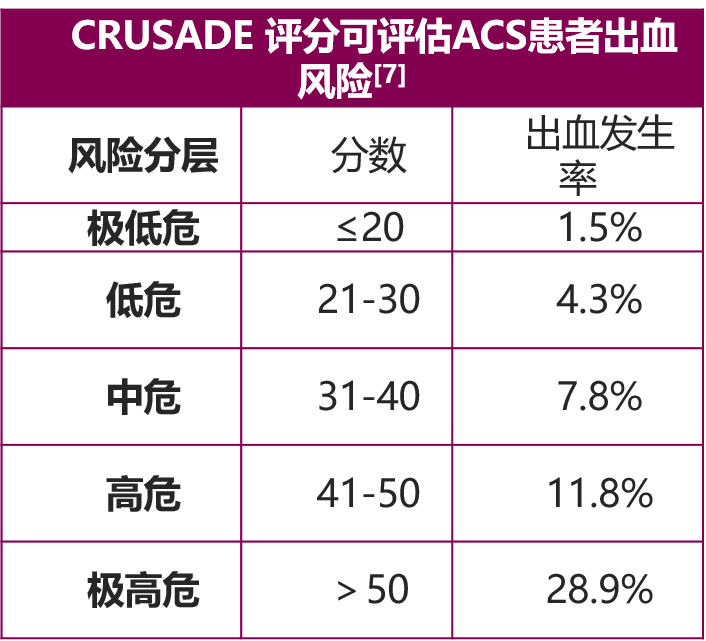 CRUSADE 评分可评估ACS患者出血
风险[7]
风险分层 分数 出血发生
率
极低危 ≤20 1.5%
低危 21-30 4.3%
中危 31-40 7.8%
高危 41-50 11.8%
极高危 ＞50 28.9%